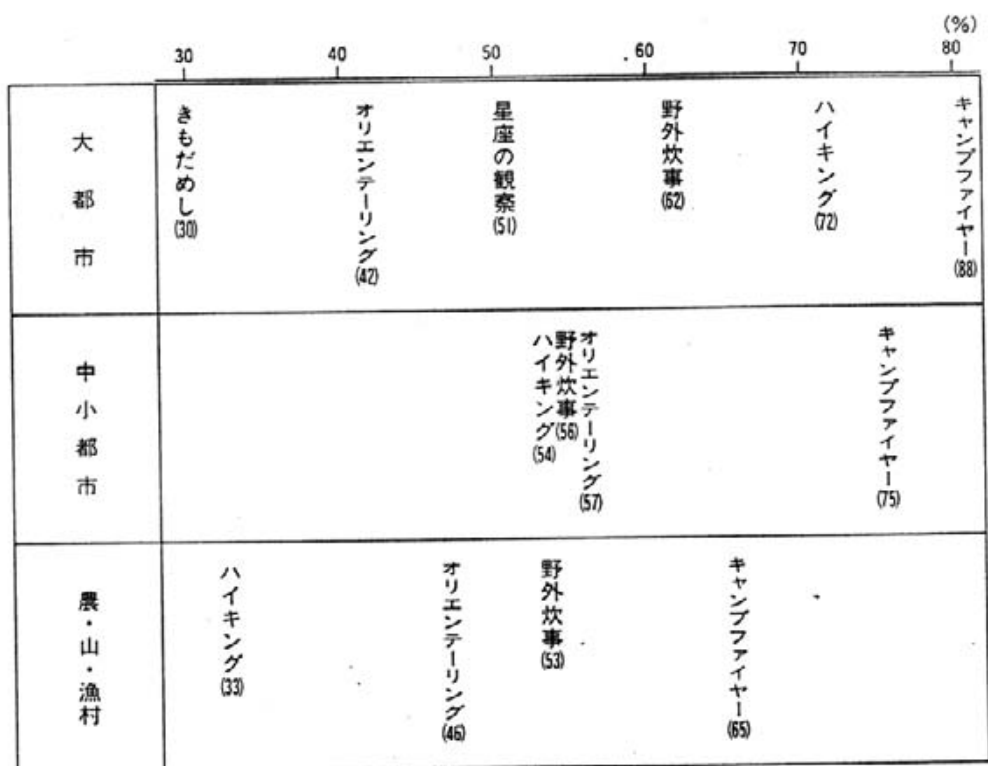 (%)
30 40 50 60 70 80
大都市
きもだめし(30)
オリエンテーリング(42)
星座の観察(51)
野外炊事(62)
ハイキング(72)
キャンプファイヤー(88)
中小都市
ハイキング(54)
野外炊事(56)
オリエンテーリング(57)
キャンプファイヤー(75)
農・山・漁村
ハイキング(33)
オリエンテーリング(46)
野外炊事(53)
キャンプファイヤー(65)